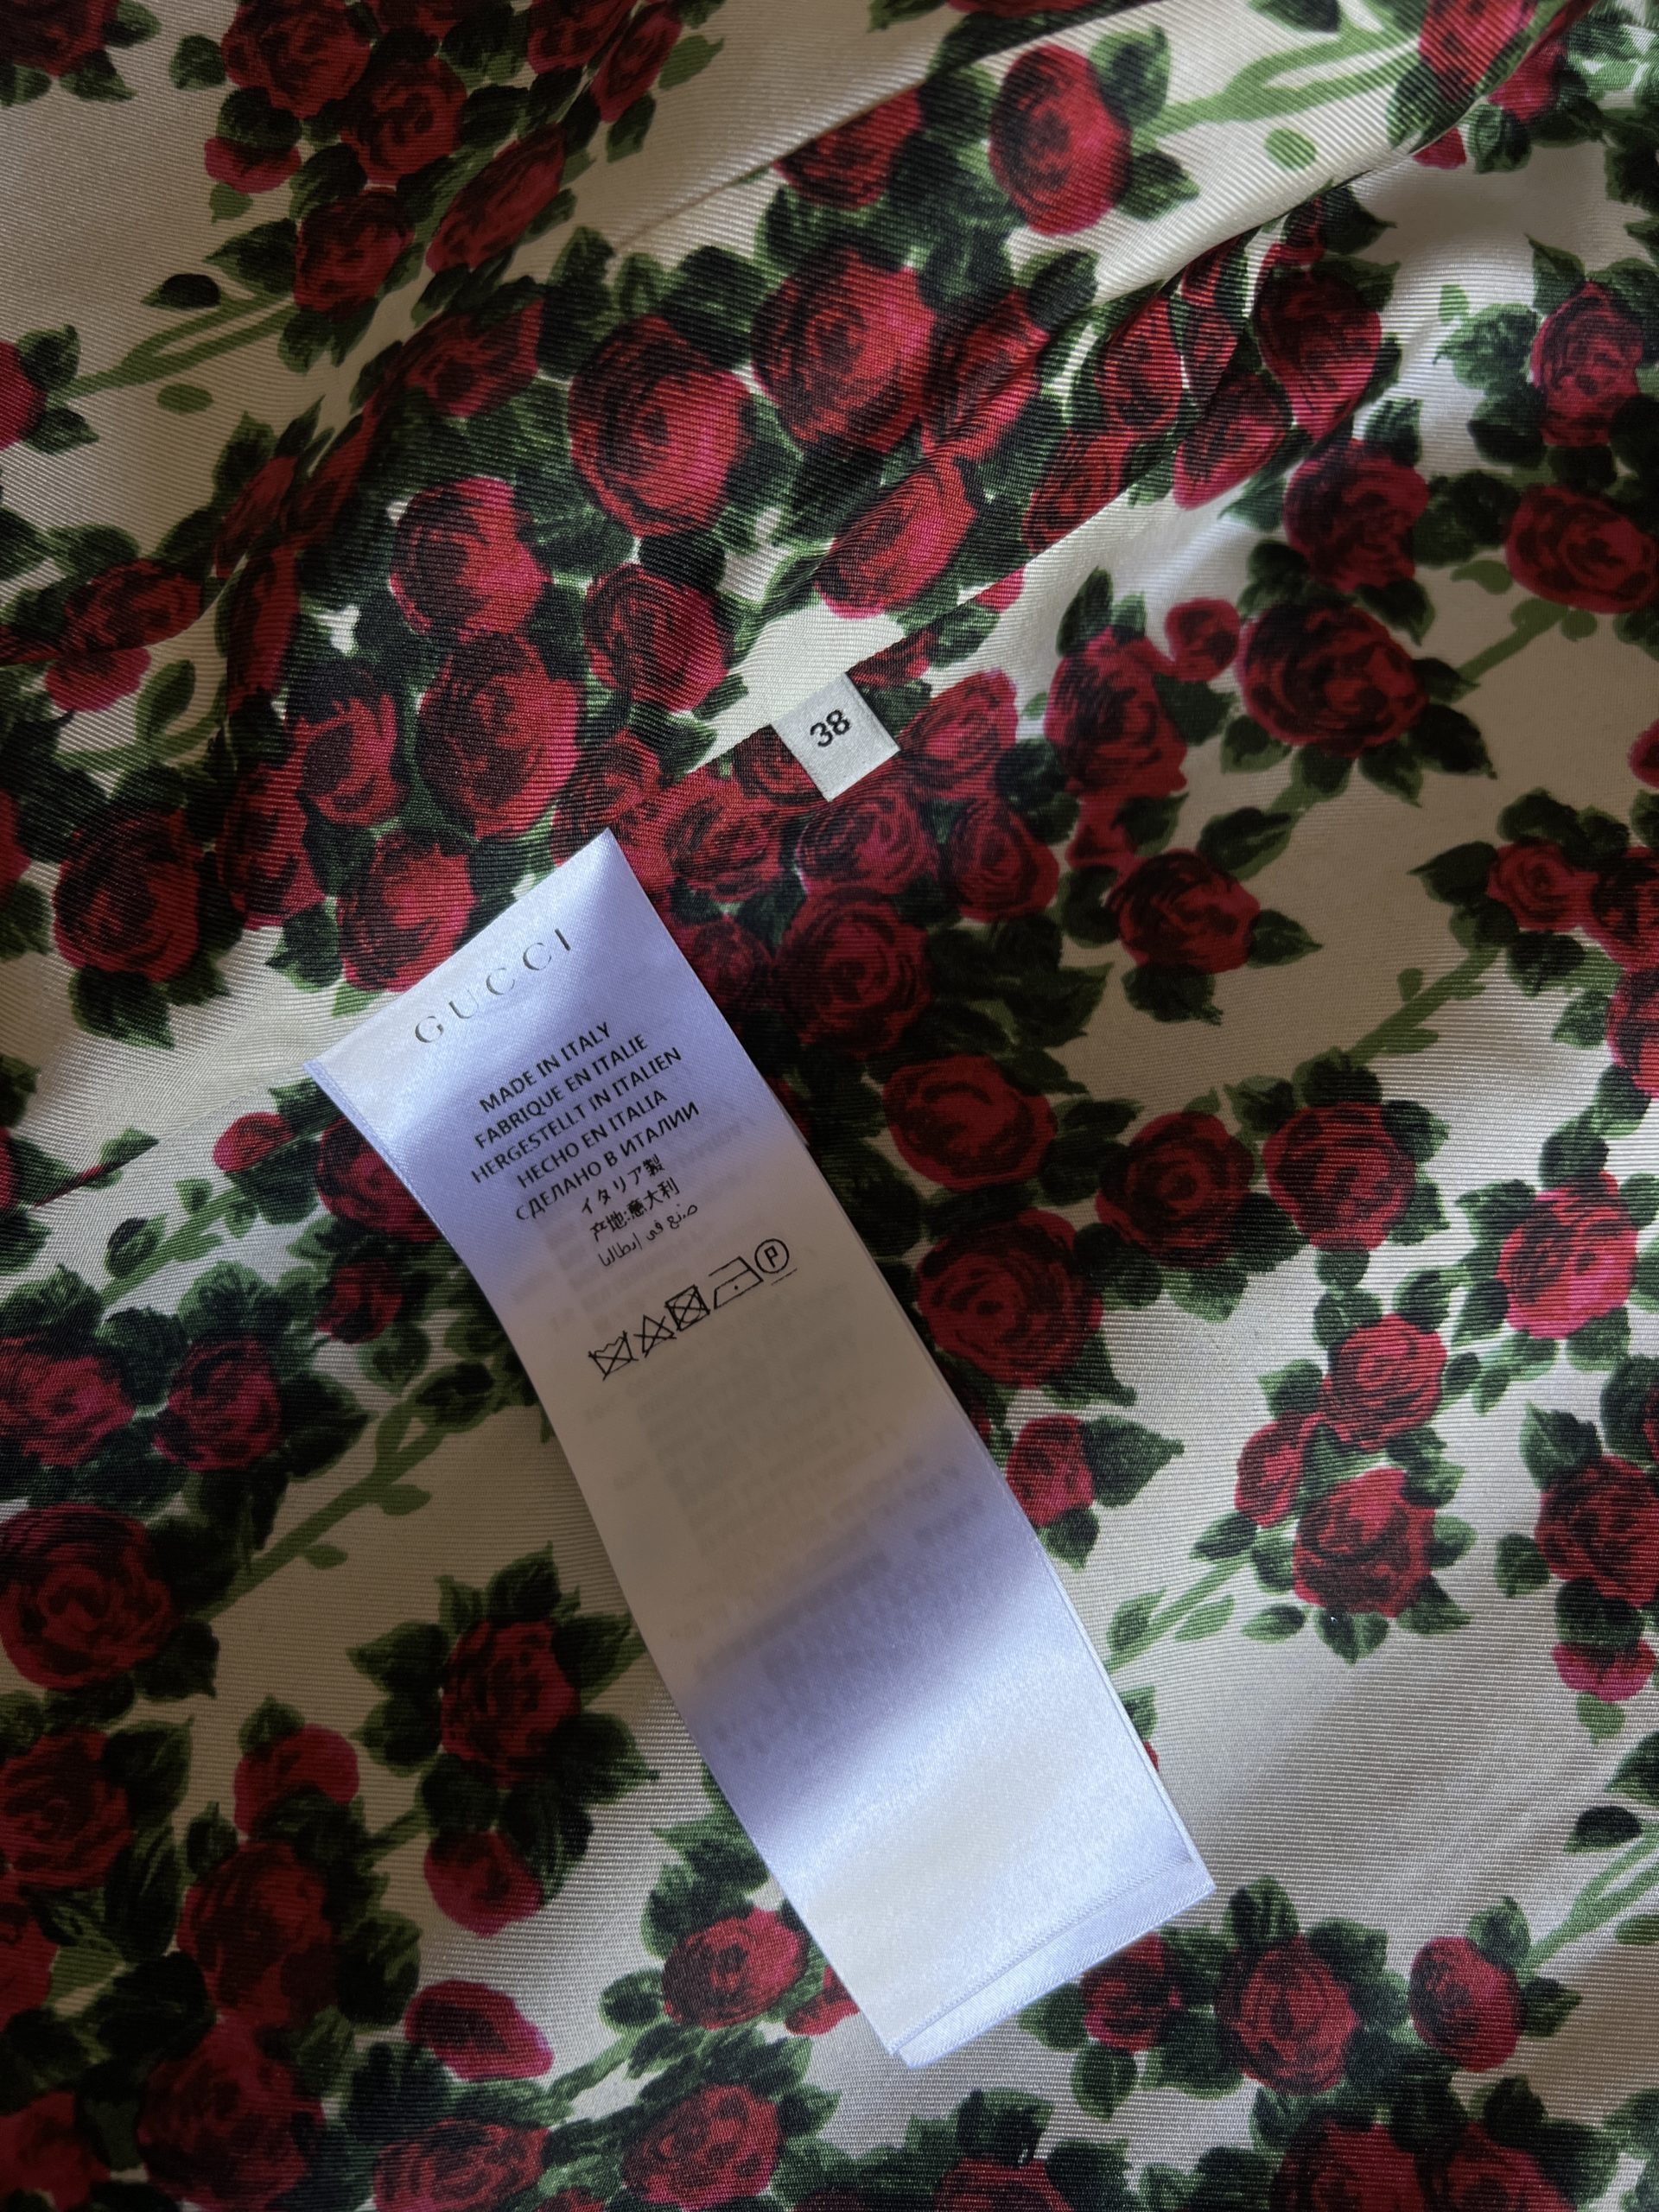 38
GUCCI
MADE IN ITALY
FABRIQUE EN ITALIE
HERGESTELLT IN ITALIEN
HECHO EN ITALIA
СДЕЛАНО В ИТАЛИИ
イタリア製
产地:意大利
صنع في إيطاليا
P